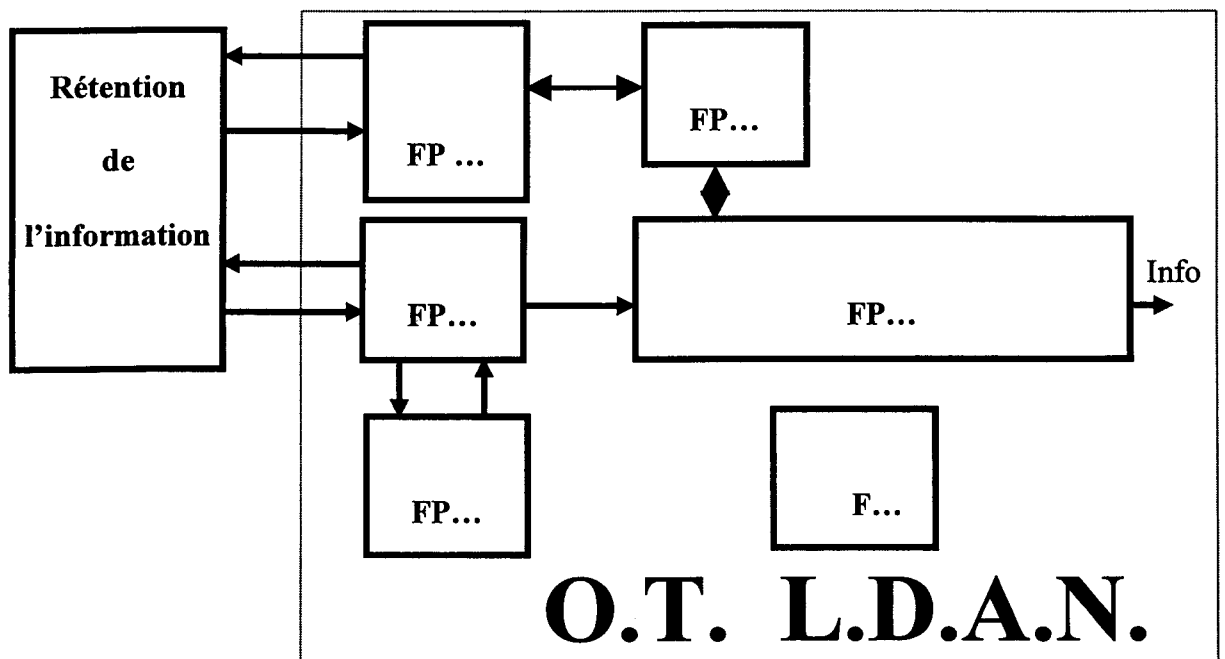 Rétention
de
l'information
FP ...
FP...
FP...
FP...
Info
FP...
F...
O.T. L.D.A.N.